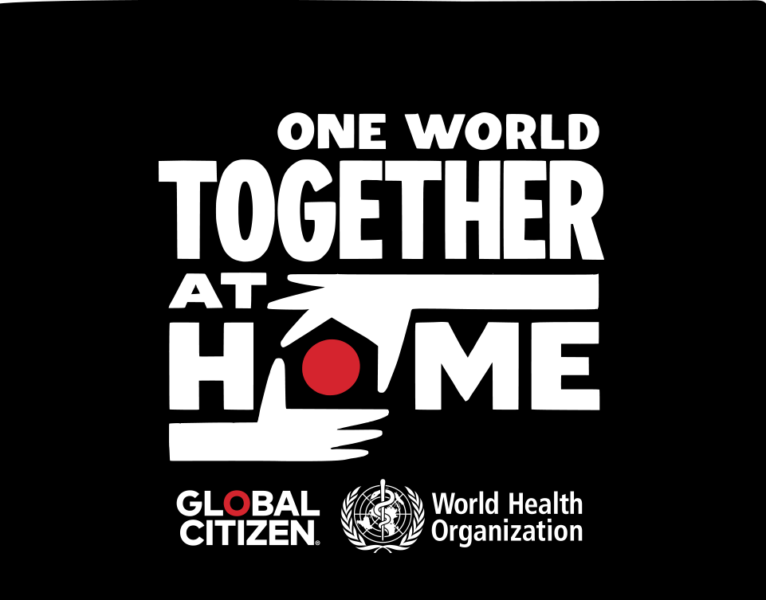 ONE WORLD
TOGETHER
AT
HOME
GLOBAL
CITIZEN®
World Health
Organization